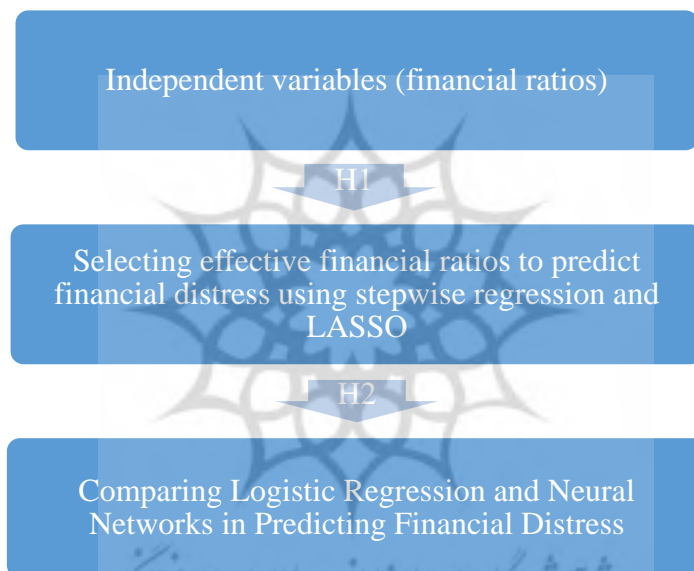 Independent variables (financial ratios)
H1
Selecting effective financial ratios to predict
financial distress using stepwise regression and
LASSO
H2
Comparing Logistic Regression and Neural
Networks in Predicting Financial Distress